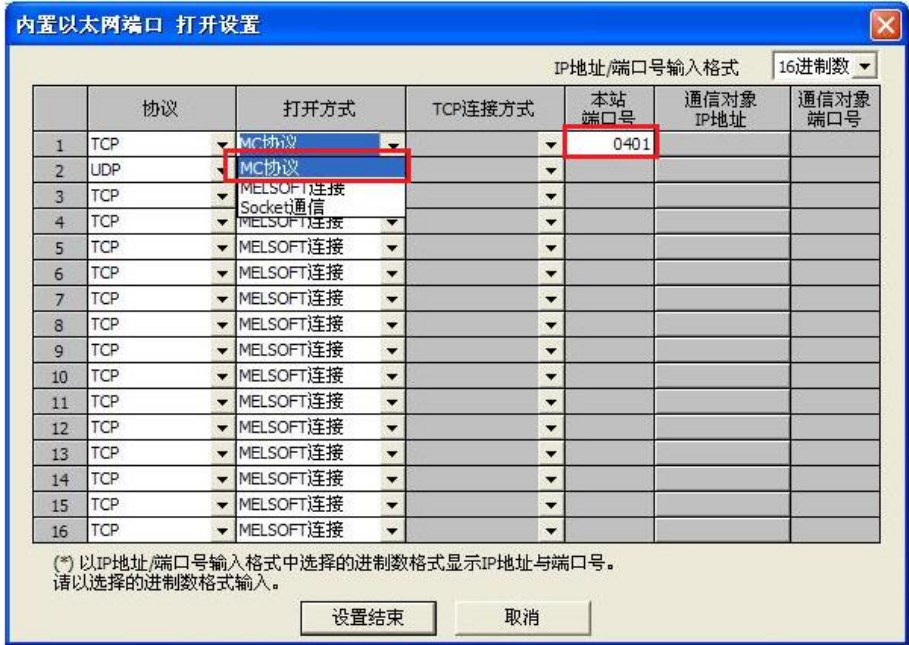 内置以太网端口 打开设置
IP地址/端口号输入格式 16进制数
协议 打开方式 TCP连接方式 本站端口号 通信对象IP地址 通信对象端口号
1 TCP MC协议 0401
2 UDP MC协议
3 TCP MELSOFT连接
Socket通信
4 TCP MELSOFT连接
5 TCP MELSOFT连接
6 TCP MELSOFT连接
7 TCP MELSOFT连接
8 TCP MELSOFT连接
9 TCP MELSOFT连接
10 TCP MELSOFT连接
11 TCP MELSOFT连接
12 TCP MELSOFT连接
13 TCP MELSOFT连接
14 TCP MELSOFT连接
15 TCP MELSOFT连接
16 TCP MELSOFT连接
(*) 以IP地址/端口号输入格式中选择的进制数格式显示IP地址与端口号。
请以选择的进制数格式输入。
设置结束 取消